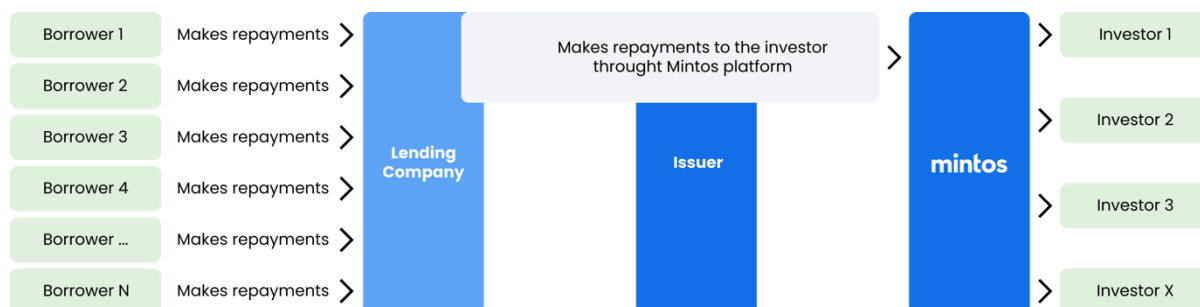 Borrower 1
Makes repayments
Borrower 2
Makes repayments
Borrower 3
Makes repayments
Borrower 4
Makes repayments
Borrower ...
Makes repayments
Borrower N
Makes repayments
Lending
Company
Makes repayments to the investor
throught Mintos platform
Issuer
mintos
Investor 1
Investor 2
Investor 3
Investor X